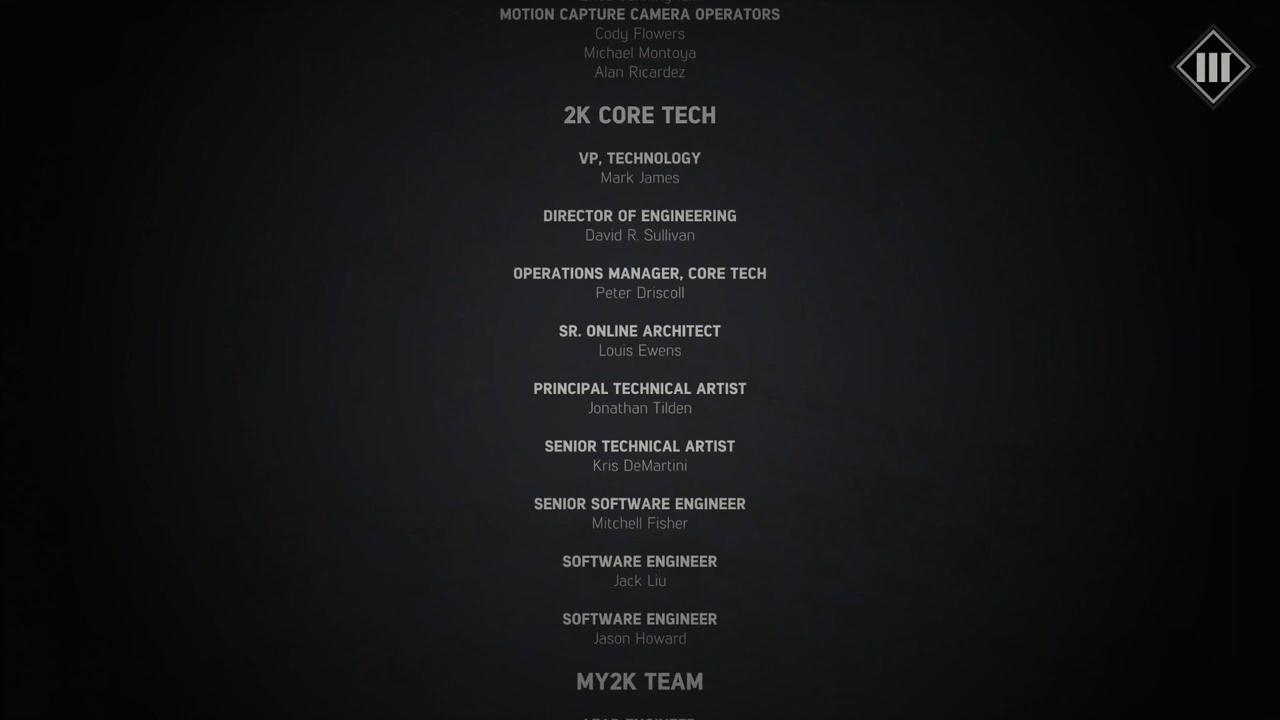 MOTION CAPTURE CAMERA OPERATORS
Cody Flowers
Michael Montoya
Alan Ricardez
2K CORE TECH
VP, TECHNOLOGY
Mark James
DIRECTOR OF ENGINEERING
David R. Sullivan
OPERATIONS MANAGER, CORE TECH
Peter Driscoll
SR. ONLINE ARCHITECT
Louis Ewens
PRINCIPAL TECHNICAL ARTIST
Jonathan Tilden
SENIOR TECHNICAL ARTIST
Kris DeMartini
SENIOR SOFTWARE ENGINEER
Mitchell Fisher
SOFTWARE ENGINEER
Jack Liu
SOFTWARE ENGINEER
Jason Howard
MY2K TEAM